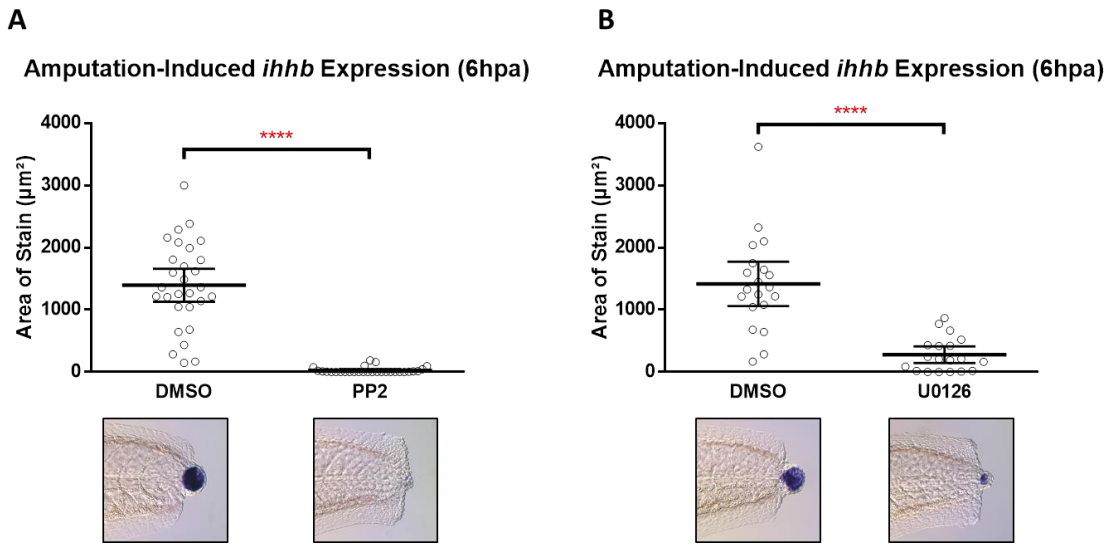 A
Amputation-Induced ihhb Expression (6hpa)
Area of Stain (µm²)
4000
3000
2000
1000
0
****
DMSO
PP2
B
Amputation-Induced ihhb Expression (6hpa)
Area of Stain (µm²)
4000
3000
2000
1000
0
****
DMSO
U0126